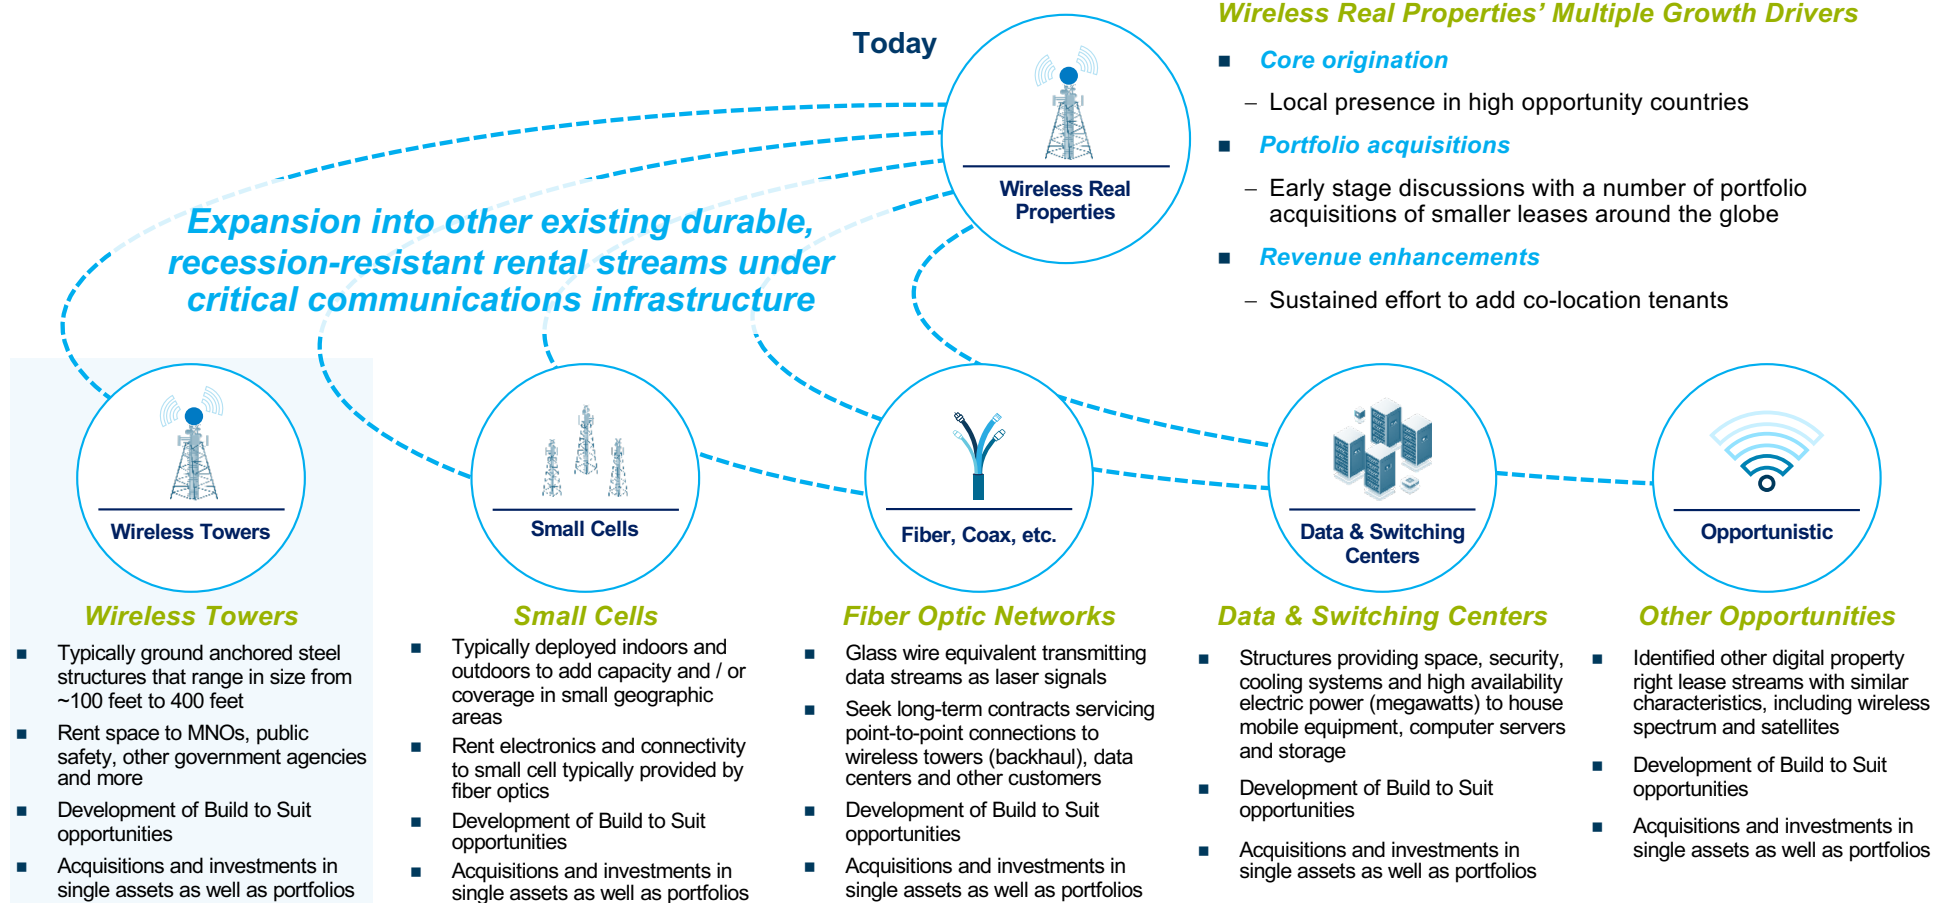 Wireless Real Properties’ Multiple Growth Drivers
Today
■ Core origination
– Local presence in high opportunity countries
■ Portfolio acquisitions
– Early stage discussions with a number of portfolio
acquisitions of smaller leases around the globe
■ Revenue enhancements
– Sustained effort to add co-location tenants
Wireless Real
Properties
Expansion into other existing durable,
recession-resistant rental streams under
critical communications infrastructure
Wireless Towers
Small Cells
Fiber, Coax, etc.
Data & Switching
Centers
Opportunistic
Wireless Towers
■ Typically ground anchored steel
structures that range in size from
~100 feet to 400 feet
■ Rent space to MNOs, public
safety, other government agencies
and more
■ Development of Build to Suit
opportunities
■ Acquisitions and investments in
single assets as well as portfolios
Small Cells
■ Typically deployed indoors and
outdoors to add capacity and / or
coverage in small geographic
areas
■ Rent electronics and connectivity
to small cell typically provided by
fiber optics
■ Development of Build to Suit
opportunities
■ Acquisitions and investments in
single assets as well as portfolios
Fiber Optic Networks
■ Glass wire equivalent transmitting
data streams as laser signals
■ Seek long-term contracts servicing
point-to-point connections to
wireless towers (backhaul), data
centers and other customers
■ Development of Build to Suit
opportunities
■ Acquisitions and investments in
single assets as well as portfolios
Data & Switching Centers
■ Structures providing space, security,
cooling systems and high availability
electric power (megawatts) to house
mobile equipment, computer servers
and storage
■ Development of Build to Suit
opportunities
■ Acquisitions and investments in
single assets as well as portfolios
Other Opportunities
■ Identified other digital property
right lease streams with similar
characteristics, including wireless
spectrum and satellites
■ Development of Build to Suit
opportunities
■ Acquisitions and investments in
single assets as well as portfolios